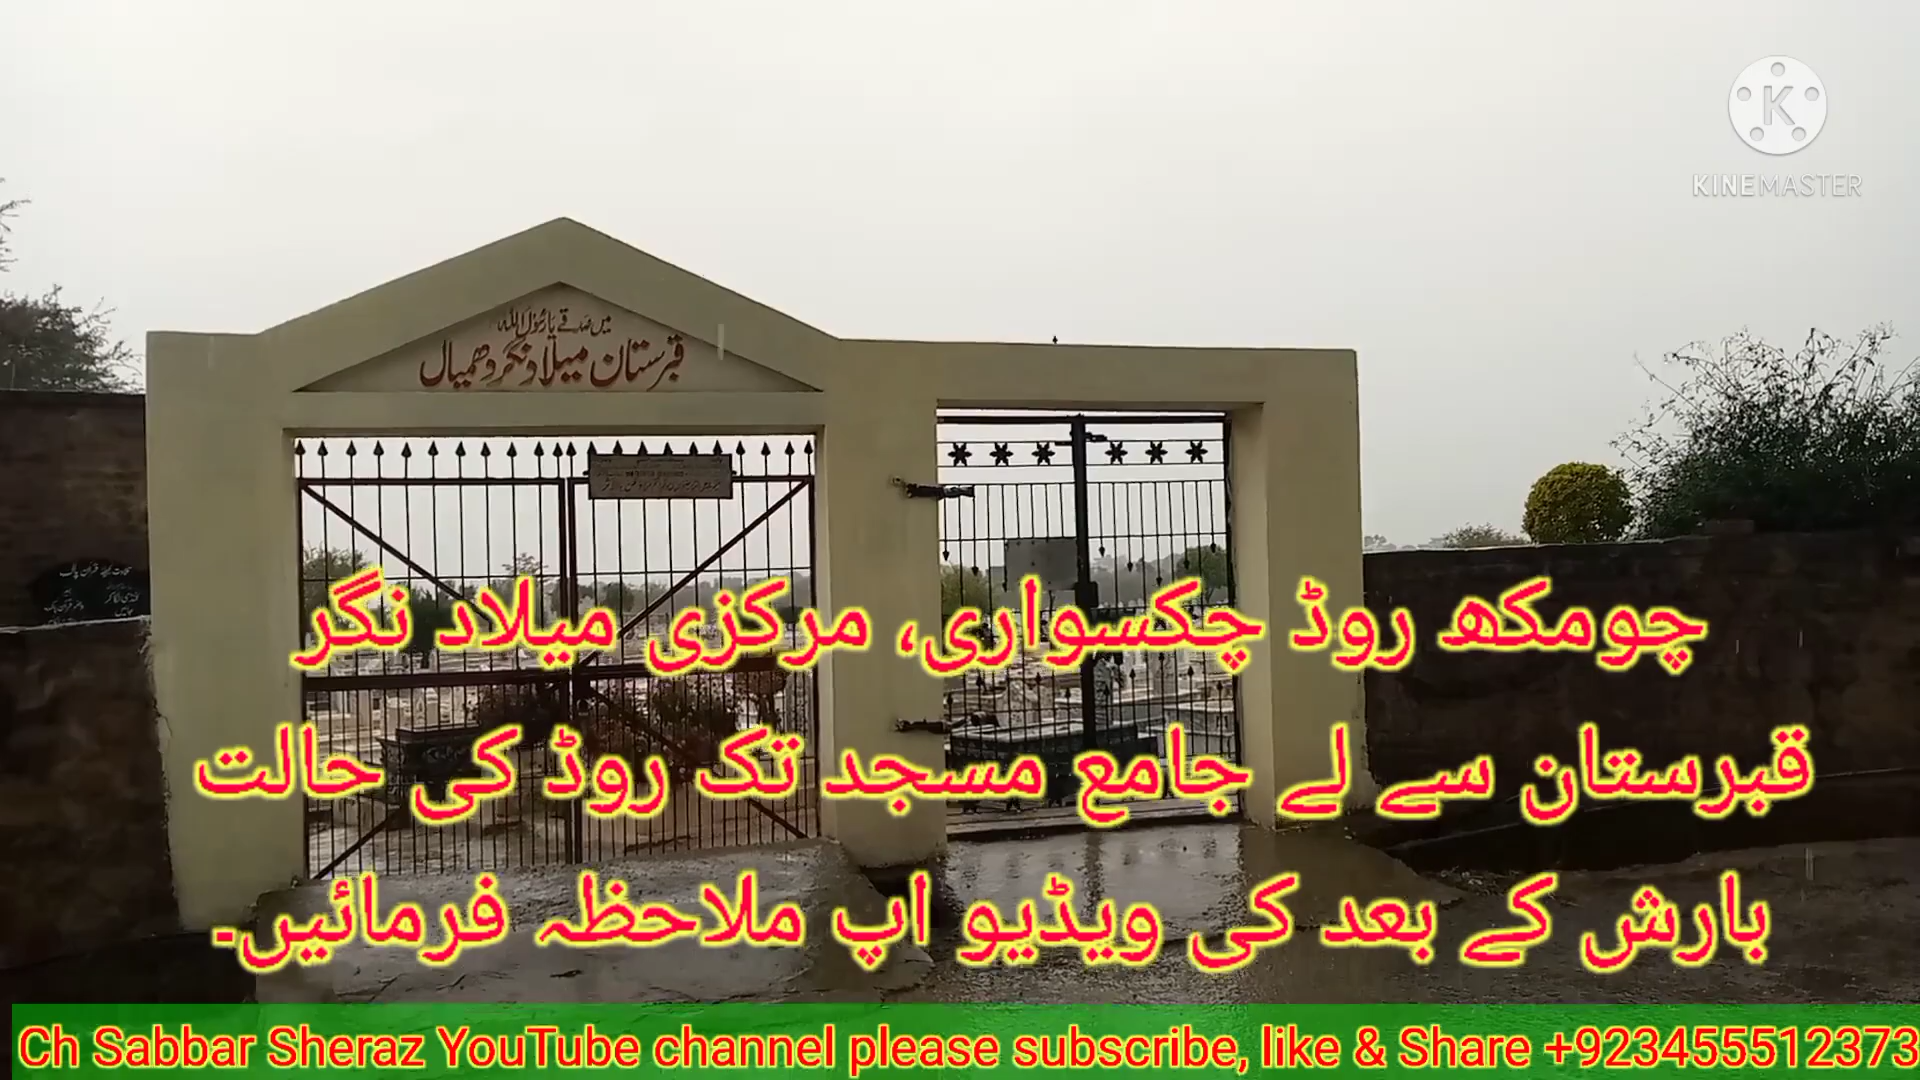 KINEMASTER
میں صدقے یا رسول اللہ
قبرستان میلاد نگر دھمیال
چومکھ روڈ چکسواری، مرکزی میلاد نگر
قبرستان سے لے جامع مسجد تک روڈ کی حالت
بارش کے بعد کی ویڈیو اپ ملاحظہ فرمائیں۔
Ch Sabbar Sheraz YouTube channel please subscribe, like & Share +923455512373